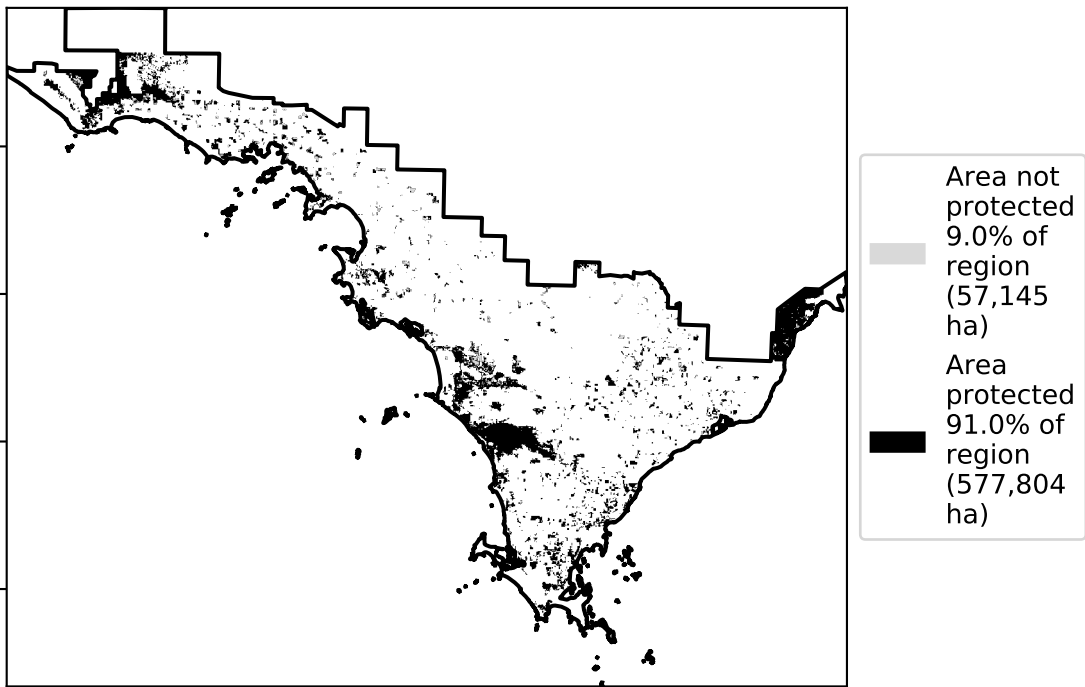 Area not
protected
9.0% of
region
(57,145
ha)
Area
protected
91.0% of
region
(577,804
ha)